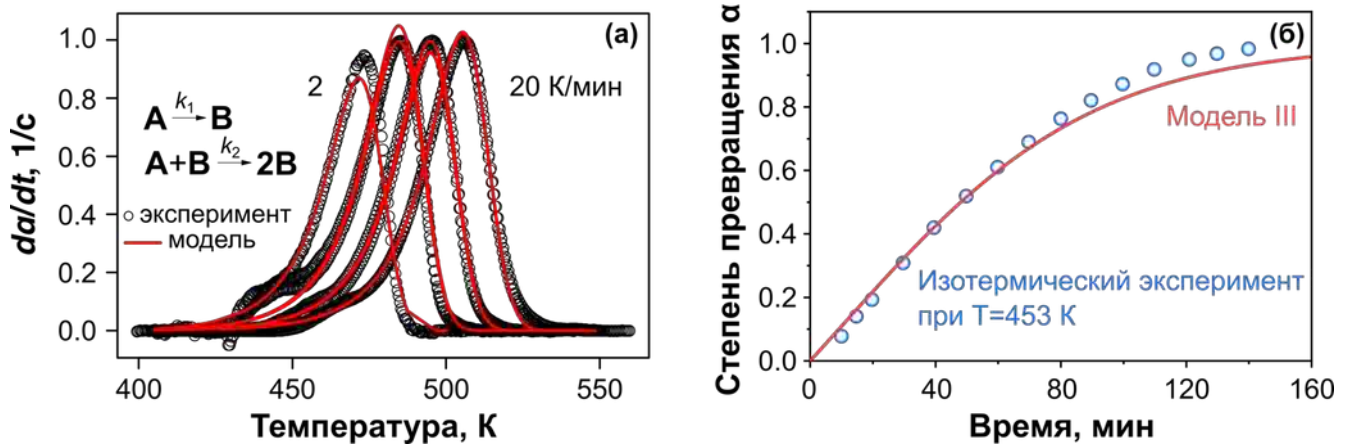 (а)
da/dt, 1/с
1.0
0.8
0.6
0.4
0.2
0.0
2
20 К/мин
A k₁ B
A+B k₂ 2B
эксперимент
модель
400
450
500
550
Температура, К
(б)
Степень превращения α
1.0
0.8
0.6
0.4
0.2
0.0
Модель III
Изотермический эксперимент
при T=453 К
0
40
80
120
160
Время, мин